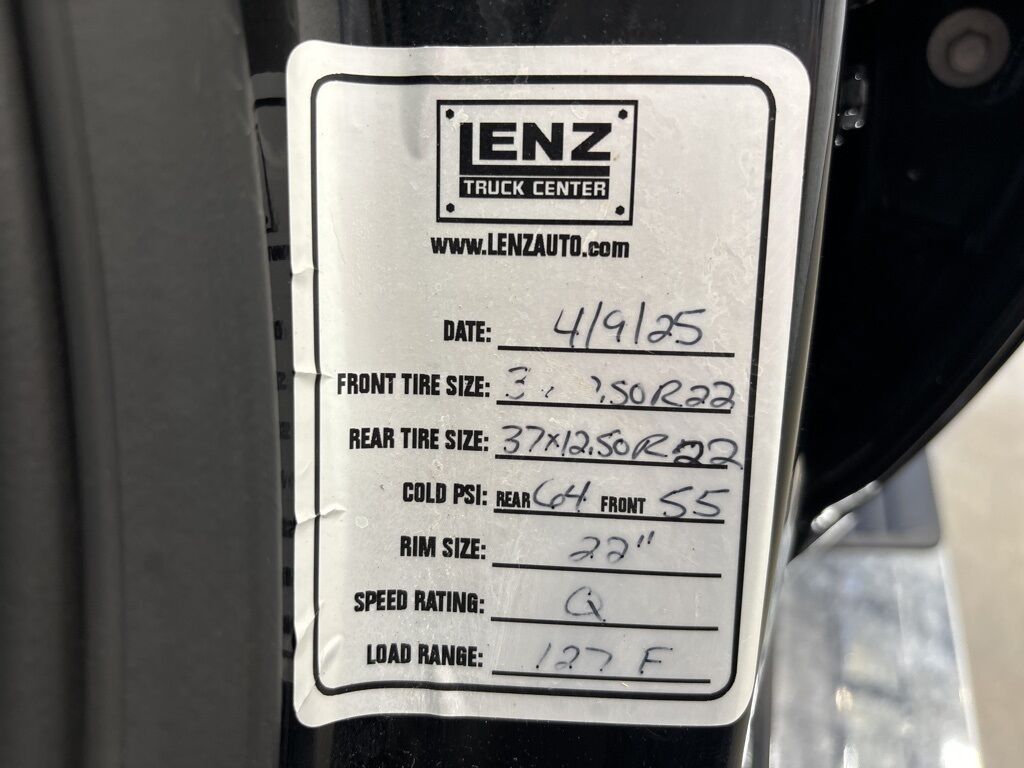 LENZ
TRUCK CENTER
www.LENZAUTO.com
DATE: 4/9/25
FRONT TIRE SIZE: .50R22
REAR TIRE SIZE: 37x12.50R22
COLD PSI: REAR 64 FRONT 55
RIM SIZE: 22"
SPEED RATING: Q
LOAD RANGE: 127 F